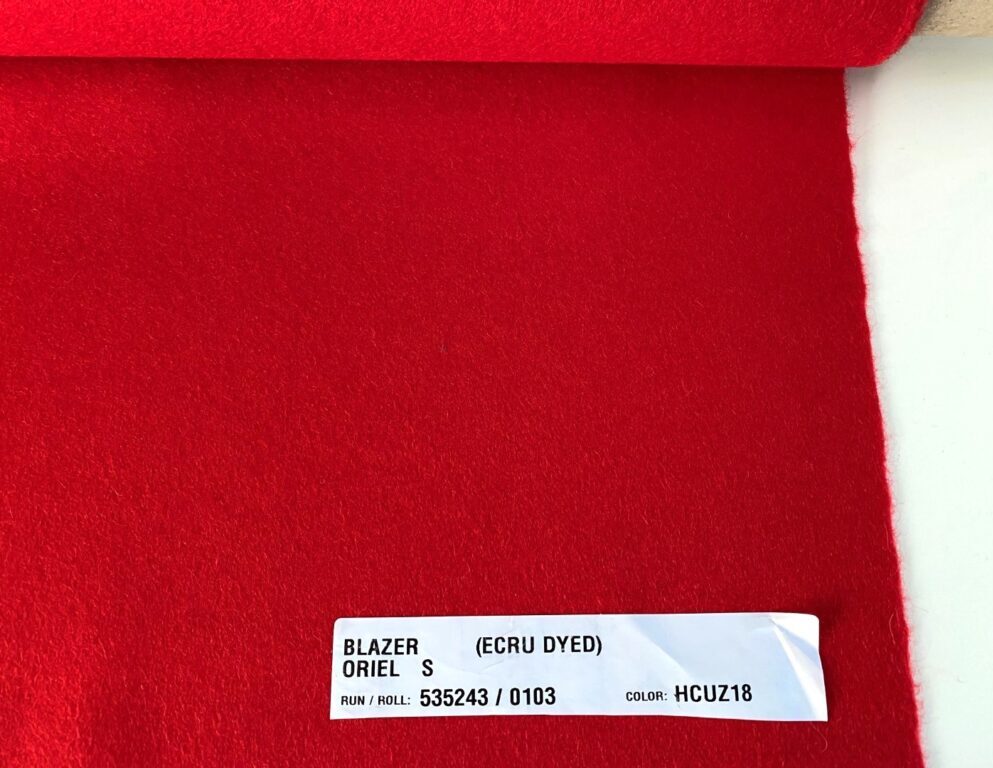 BLAZER (ECRU DYED)
ORIEL S
RUN / ROLL: 535243 / 0103 COLOR: HCUZ18